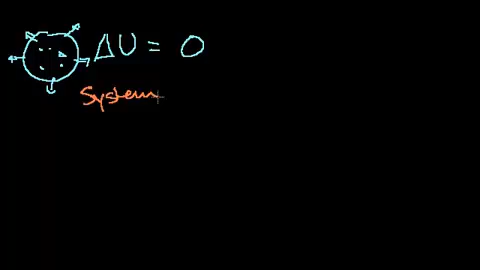 ΔU = 0
System